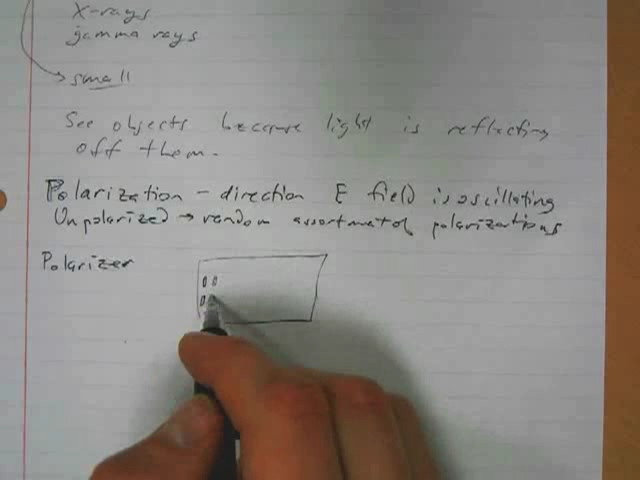 X-rays
gamma rays
small
See objects because light is reflecting
off them.
Polarization - direction E field is oscillating
Unpolarized → random assortment of polarizations
Polarizer